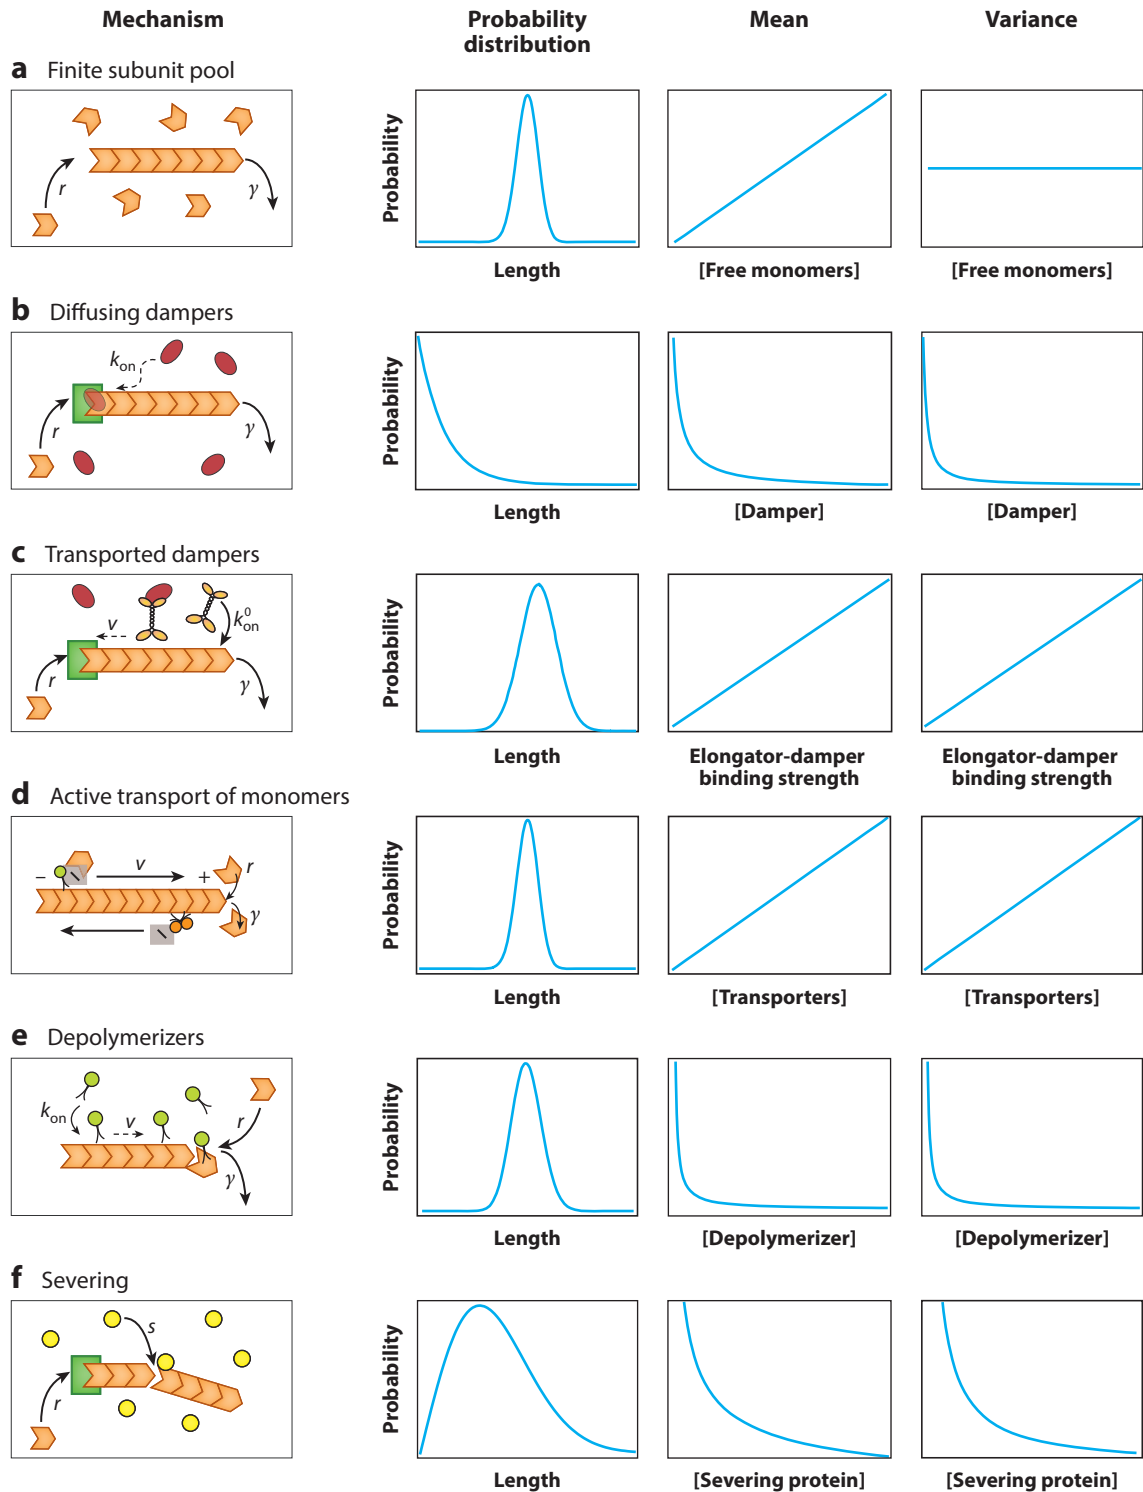 Mechanism
Probability
distribution
Mean
Variance
a Finite subunit pool
r
γ
Probability
Length
[Free monomers]
[Free monomers]
b Diffusing dampers
kon
r
γ
Probability
Length
[Damper]
[Damper]
c Transported dampers
v
k0on
r
γ
Probability
Length
Elongator-damper
binding strength
Elongator-damper
binding strength
d Active transport of monomers
–
v
+
r
γ
Probability
Length
[Transporters]
[Transporters]
e Depolymerizers
kon
v
r
γ
Probability
Length
[Depolymerizer]
[Depolymerizer]
f Severing
s
r
Probability
Length
[Severing protein]
[Severing protein]